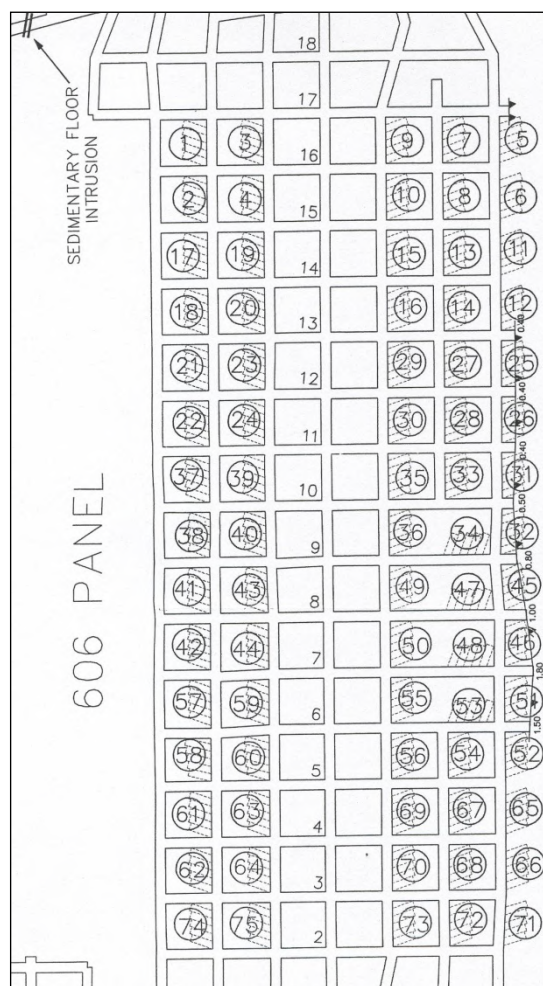 18
17
SEDIMENTARY FLOOR
INTRUSION
1 3 16 9 7 5
2 4 15 10 8 6
17 19 14 15 13 11
18 20 13 16 14 12
0.40
21 23 12 29 27 25
0.40
22 24 11 30 28 26
0.40
37 39 10 35 33 31
0.50
38 40 9 36 34 32
0.80
41 43 8 49 47 45
1.00
42 44 7 50 48 46
1.80
57 59 6 55 53 51
1.50
58 60 5 56 54 52
61 63 4 69 67 65
62 64 3 70 68 66
74 75 2 73 72 71
606 PANEL